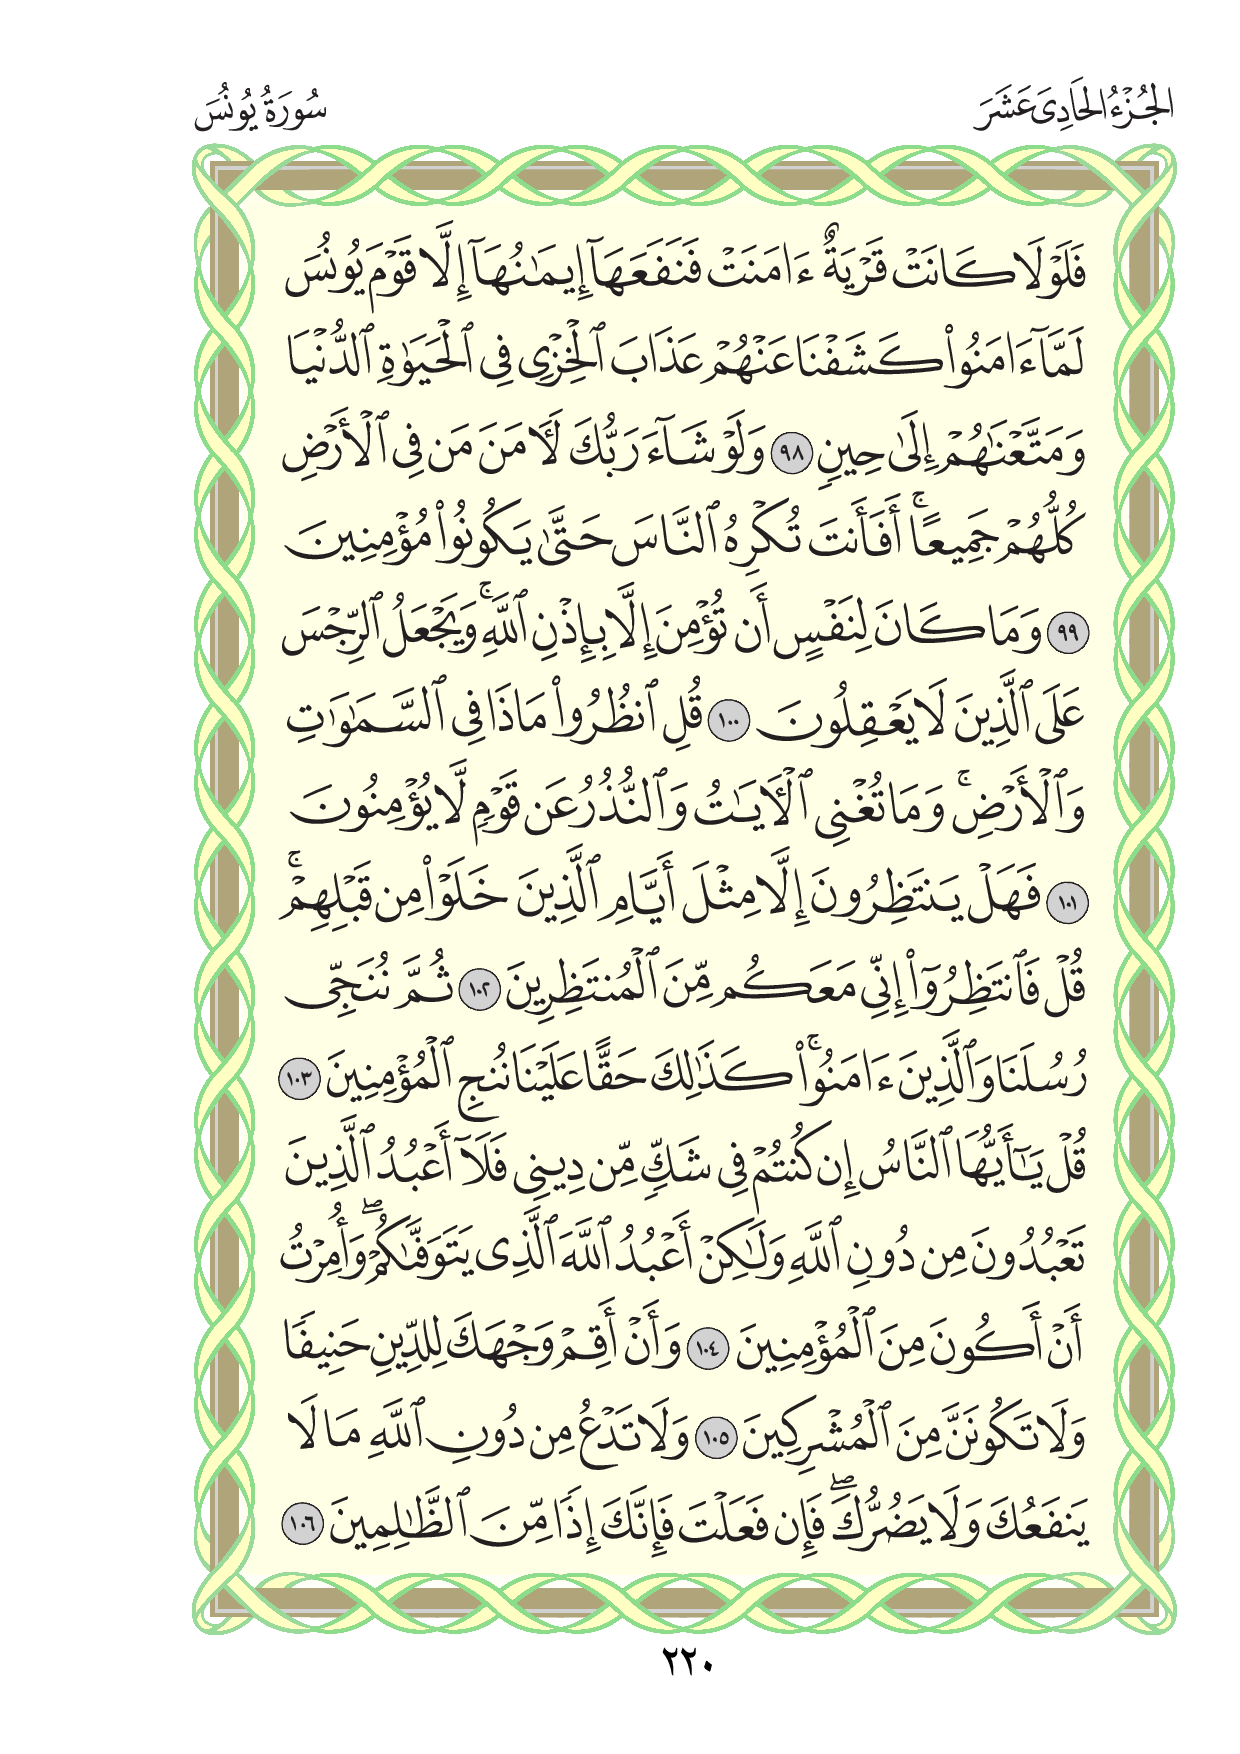 الجُزْءُ الحَادِي عَشَرَ
سُورَةُ يُونُسَ
فَلَوْلَا كَانَتْ قَرْيَةٌ ءَامَنَتْ فَنَفَعَهَآ إِيمَٰنُهَآ إِلَّا قَوْمَ يُونُسَ
لَمَّآ ءَامَنُوا۟ كَشَفْنَا عَنْهُمْ عَذَابَ ٱلْخِزْىِ فِى ٱلْحَيَوٰةِ ٱلدُّنْيَا
وَمَتَّعْنَٰهُمْ إِلَىٰ حِينٍ ٩٨ وَلَوْ شَآءَ رَبُّكَ لَءَامَنَ مَن فِى ٱلْأَرْضِ
كُلُّهُمْ جَمِيعًا ۚ أَفَأَنتَ تُكْرِهُ ٱلنَّاسَ حَتَّىٰ يَكُونُوا۟ مُؤْمِنِينَ
٩٩ وَمَا كَانَ لِنَفْسٍ أَن تُؤْمِنَ إِلَّا بِإِذْنِ ٱللَّهِ ۚ وَيَجْعَلُ ٱلرِّجْسَ
عَلَى ٱلَّذِينَ لَا يَعْقِلُونَ ١٠٠ قُلِ ٱنظُرُوا۟ مَاذَا فِى ٱلسَّمَٰوَٰتِ
وَٱلْأَرْضِ ۚ وَمَا تُغْنِى ٱلْءَايَٰتُ وَٱلنُّذُرُ عَن قَوْمٍ لَّا يُؤْمِنُونَ
١٠١ فَهَلْ يَنتَظِرُونَ إِلَّا مِثْلَ أَيَّامِ ٱلَّذِينَ خَلَوْا۟ مِن قَبْلِهِمْ ۚ
قُلْ فَٱنتَظِرُوٓا۟ إِنِّى مَعَكُم مِّنَ ٱلْمُنتَظِرِينَ ١٠٢ ثُمَّ نُنَجِّى
رُسُلَنَا وَٱلَّذِينَ ءَامَنُوا۟ ۚ كَذَٰلِكَ حَقًّا عَلَيْنَا نُنجِ ٱلْمُؤْمِنِينَ ١٠٣
قُلْ يَٰٓأَيُّهَا ٱلنَّاسُ إِن كُنتُمْ فِى شَكٍّ مِّن دِينِى فَلَآ أَعْبُدُ ٱلَّذِينَ
تَعْبُدُونَ مِن دُونِ ٱللَّهِ وَلَٰكِنْ أَعْبُدُ ٱللَّهَ ٱلَّذِى يَتَوَفَّىٰكُمْ ۖ وَأُمِرْتُ
أَنْ أَكُونَ مِنَ ٱلْمُؤْمِنِينَ ١٠٤ وَأَنْ أَقِمْ وَجْهَكَ لِلدِّينِ حَنِيفًا
وَلَا تَكُونَنَّ مِنَ ٱلْمُشْرِكِينَ ١٠٥ وَلَا تَدْعُ مِن دُونِ ٱللَّهِ مَا لَا
يَنفَعُكَ وَلَا يَضُرُّكَ ۖ فَإِن فَعَلْتَ فَإِنَّكَ إِذًا مِّنَ ٱلظَّٰلِمِينَ ١٠٦
٢٢٠